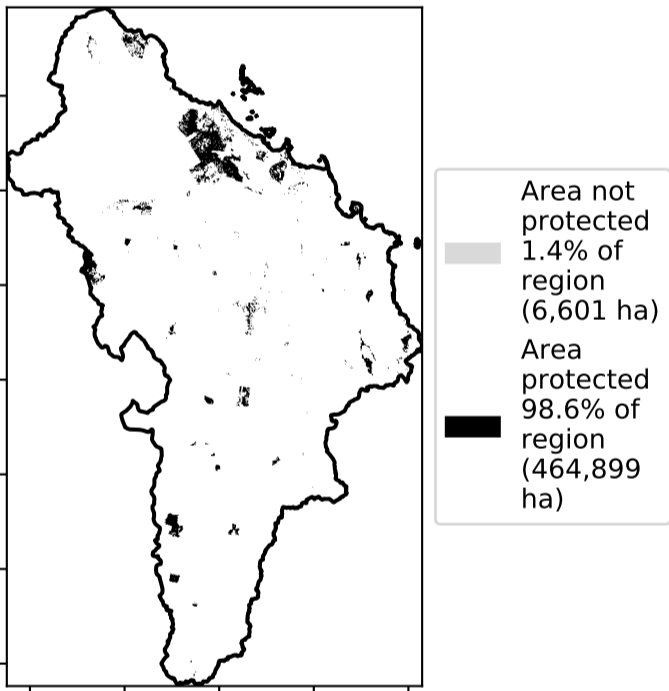 Area not
protected
1.4% of
region
(6,601 ha)
Area
protected
98.6% of
region
(464,899
ha)